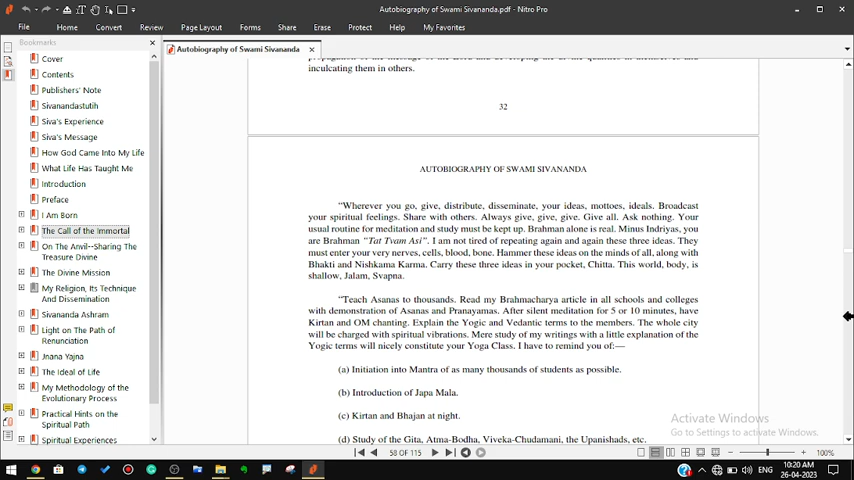 Autobiography of Swami Sivananda.pdf - Nitro Pro
File Home Convert Review Page Layout Forms Share Erase Protect Help My Favorites
Bookmarks
Autobiography of Swami Sivananda
Cover
Contents
Publishers' Note
Sivanandastutih
Siva's Experience
Siva's Message
How God Came Into My Life
What Life Has Taught Me
Introduction
Preface
I Am Born
The Call of the Immortal
On The Anvil--Sharing The
Treasure Divine
The Divine Mission
My Religion, Its Technique
And Dissemination
Sivananda Ashram
Light on The Path of
Renunciation
Jnana Yajna
The Ideal of Life
My Methodology of the
Evolutionary Process
Practical Hints on the
Spiritual Path
Spiritual Experiences
inculcating them in others.
32
AUTOBIOGRAPHY OF SWAMI SIVANANDA
“Wherever you go, give, distribute, disseminate, your ideas, mottoes, ideals. Broadcast
your spiritual feelings. Share with others. Always give, give, give. Give all. Ask nothing. Your
usual routine for meditation and study must be kept up. Brahman alone is real. Minus Indriyas, you
are Brahman “Tat Tvam Asi”. I am not tired of repeating again and again these three ideas. They
must enter your very nerves, cells, blood, bone. Hammer these ideas on the minds of all, along with
Bhakti and Nishkama Karma. Carry these three ideas in your pocket, Chitta. This world, body, is
shallow, Jalam, Svapna.
“Teach Asanas to thousands. Read my Brahmacharya article in all schools and colleges
with demonstration of Asanas and Pranayamas. After silent meditation for 5 or 10 minutes, have
Kirtan and OM chanting. Explain the Yogic and Vedantic terms to the members. The whole city
will be charged with spiritual vibrations. Mere study of my writings with a little explanation of the
Yogic terms will nicely constitute your Yoga Class. I have to remind you of:—
(a) Initiation into Mantra of as many thousands of students as possible.
(b) Introduction of Japa Mala.
(c) Kirtan and Bhajan at night.
(d) Study of the Gita, Atma-Bodha, Viveka-Chudamani, the Upanishads, etc.
Activate Windows
Go to Settings to activate Windows.
58 OF 115
100%
ENG
10:20 AM
26-04-2023